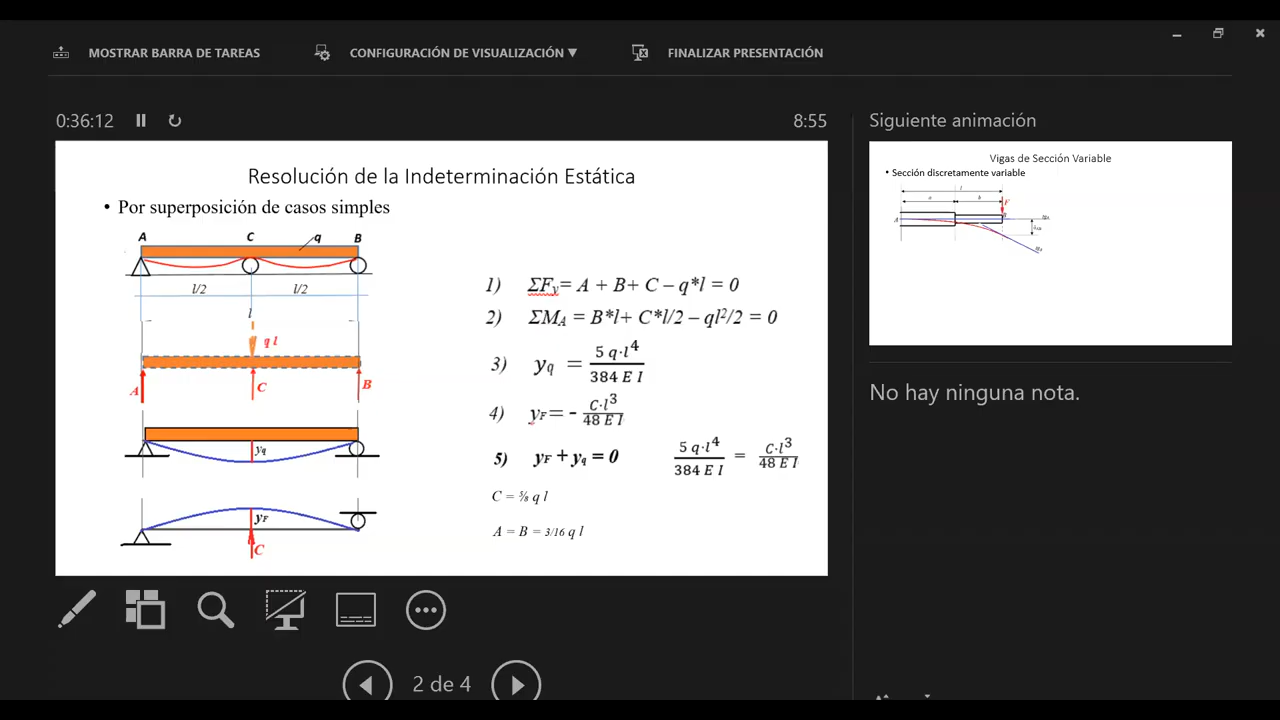 MOSTRAR BARRA DE TAREAS CONFIGURACIÓN DE VISUALIZACIÓN ▼ FINALIZAR PRESENTACIÓN
0:36:12 8:55
Resolución de la Indeterminación Estática
• Por superposición de casos simples
A C B
q
l/2 l/2
l
q l
A C B
yq
yF
C
1) ΣFy= A + B+ C – q*l = 0
2) ΣMA = B*l+ C*l/2 – ql²/2 = 0
3) yq = 5 q·l⁴ / 384 E I
4) yF= - C·l³ / 48 E I
5) yF + yq = 0 5 q·l⁴ / 384 E I = C·l³ / 48 E I
C = ⅝ q l
A = B = 3/16 q l
2 de 4
Siguiente animación
Vigas de Sección Variable
• Sección discretamente variable
l
a b
F
A
No hay ninguna nota.